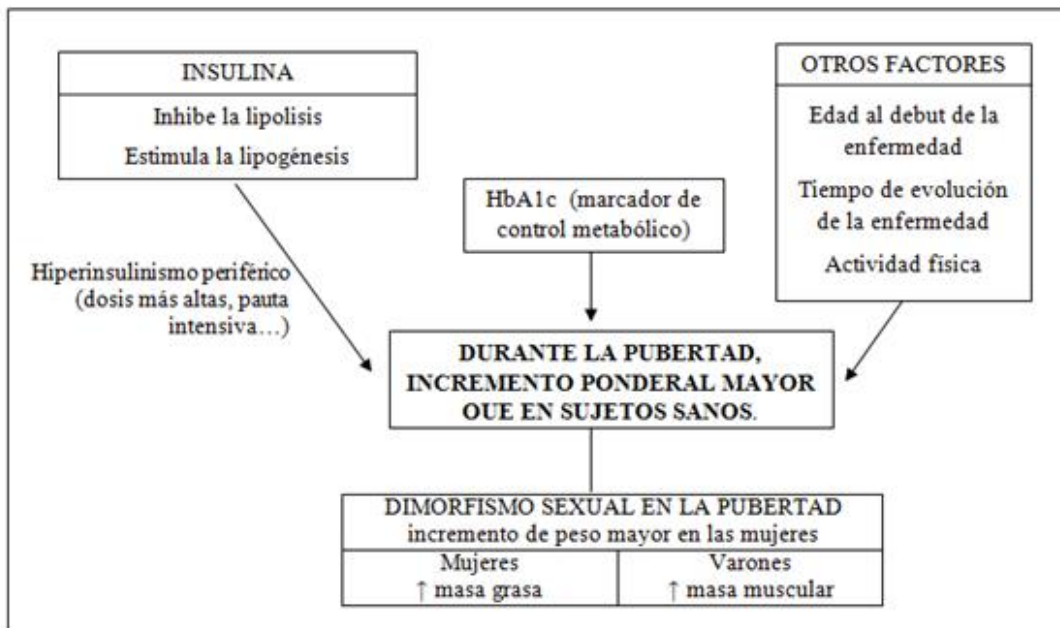 INSULINA
Inhibe la lipolisis
Estimula la lipogénesis
Hiperinsulinismo periférico
(dosis más altas, pauta
intensiva…)
HbA1c (marcador de
control metabólico)
OTROS FACTORES
Edad al debut de la
enfermedad
Tiempo de evolución
de la enfermedad
Actividad física
DURANTE LA PUBERTAD,
INCREMENTO PONDERAL MAYOR
QUE EN SUJETOS SANOS.
DIMORFISMO SEXUAL EN LA PUBERTAD
incremento de peso mayor en las mujeres
Mujeres
↑ masa grasa
Varones
↑ masa muscular